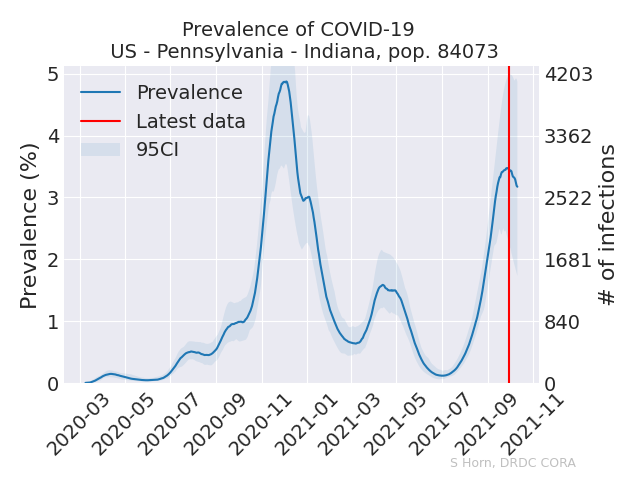 Prevalence of COVID-19
US - Pennsylvania - Indiana, pop. 84073
Prevalence
Latest data
95CI
Prevalence (%)
5
4
3
2
1
0
4203
3362
2522
1681
840
0
# of infections
2020-03
2020-05
2020-07
2020-09
2020-11
2021-01
2021-03
2021-05
2021-07
2021-09
2021-11
S Horn, DRDC CORA